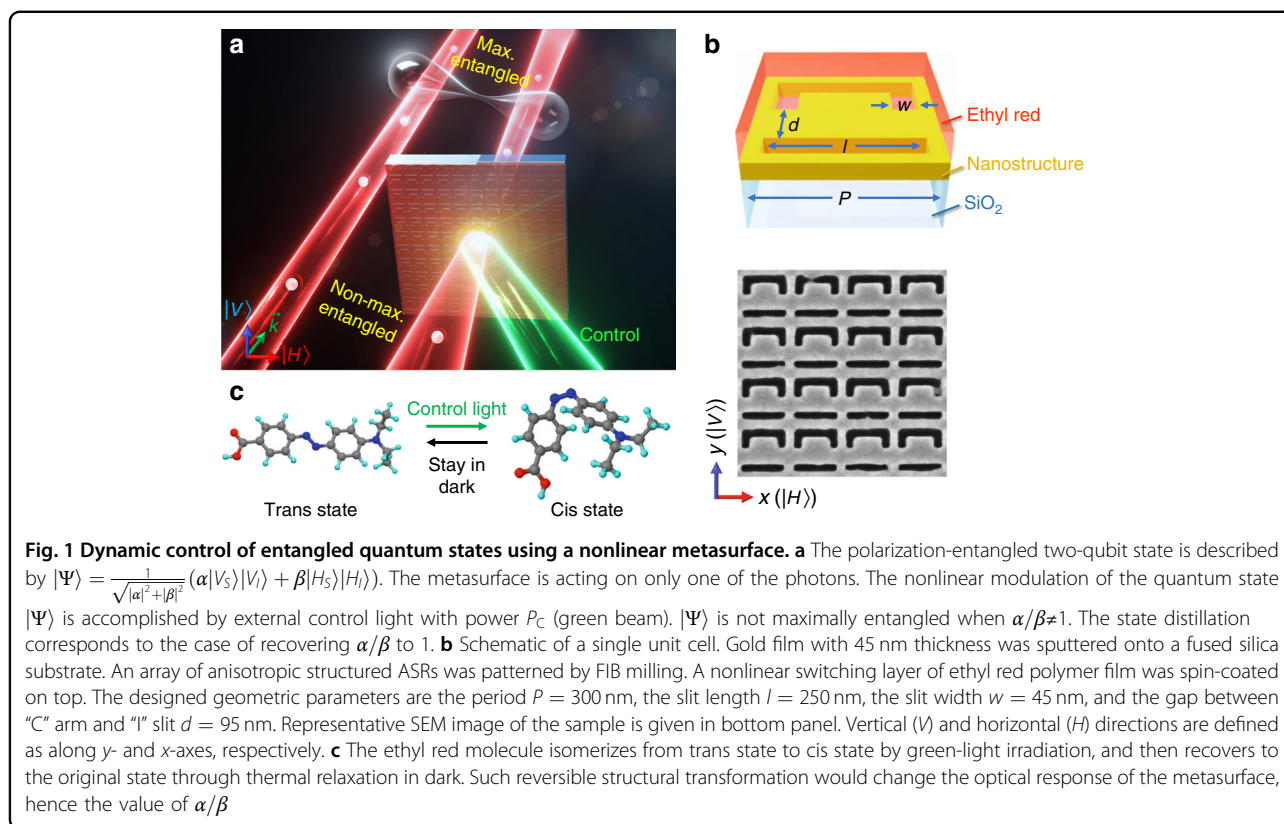 a
Max.
entangled
Non-max.
entangled
Control
|V⟩
k⃗
|H⟩
b
w
d
l
P
Ethyl red
Nanostructure
SiO₂
y (|V⟩)
x (|H⟩)
c
Control light
Stay in
dark
Trans state
Cis state
Fig. 1 Dynamic control of entangled quantum states using a nonlinear metasurface. a The polarization-entangled two-qubit state is described
by |Ψ⟩ = 1/√(|α|²+|β|²) (α|V_S⟩|V_I⟩ + β|H_S⟩|H_I⟩). The metasurface is acting on only one of the photons. The nonlinear modulation of the quantum state
|Ψ⟩ is accomplished by external control light with power P_C (green beam). |Ψ⟩ is not maximally entangled when α/β≠1. The state distillation
corresponds to the case of recovering α/β to 1. b Schematic of a single unit cell. Gold film with 45 nm thickness was sputtered onto a fused silica
substrate. An array of anisotropic structured ASRs was patterned by FIB milling. A nonlinear switching layer of ethyl red polymer film was spin-coated
on top. The designed geometric parameters are the period P = 300 nm, the slit length l = 250 nm, the slit width w = 45 nm, and the gap between
“C” arm and “I” slit d = 95 nm. Representative SEM image of the sample is given in bottom panel. Vertical (V) and horizontal (H) directions are defined
as along y- and x-axes, respectively. c The ethyl red molecule isomerizes from trans state to cis state by green-light irradiation, and then recovers to
the original state through thermal relaxation in dark. Such reversible structural transformation would change the optical response of the metasurface,
hence the value of α/β